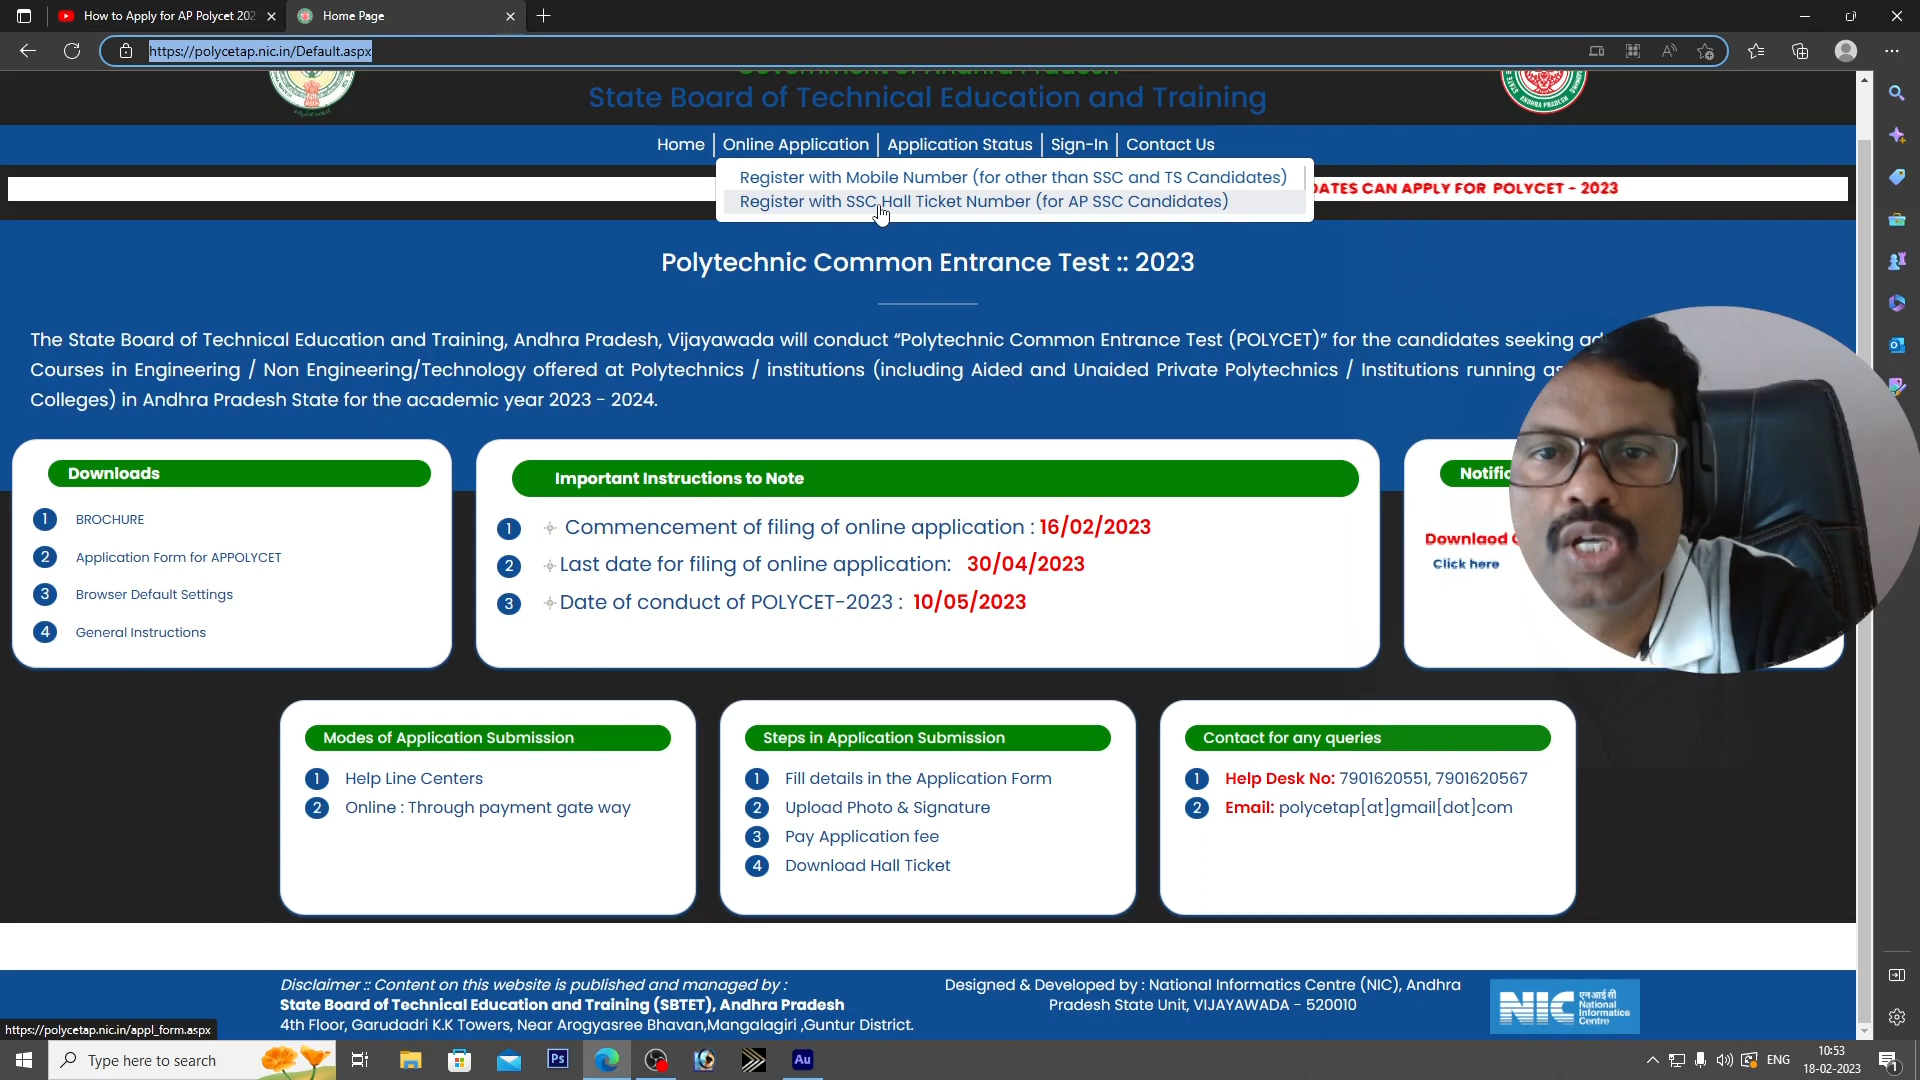 How to Apply for AP Polycet 202
Home Page
https://polycetap.nic.in/Default.aspx
State Board of Technical Education and Training
Home
Online Application
Application Status
Sign-In
Contact Us
Register with Mobile Number (for other than SSC and TS Candidates)
DATES CAN APPLY FOR POLYCET - 2023
Register with SSC Hall Ticket Number (for AP SSC Candidates)
Polytechnic Common Entrance Test :: 2023
The State Board of Technical Education and Training, Andhra Pradesh, Vijayawada will conduct “Polytechnic Common Entrance Test (POLYCET)” for the candidates seeking ad
Courses in Engineering / Non Engineering/Technology offered at Polytechnics / institutions (including Aided and Unaided Private Polytechnics / Institutions running as
Colleges) in Andhra Pradesh State for the academic year 2023 - 2024.
Downloads
1 BROCHURE
2 Application Form for APPOLYCET
3 Browser Default Settings
4 General Instructions
Important Instructions to Note
1 Commencement of filing of online application : 16/02/2023
2 Last date for filing of online application: 30/04/2023
3 Date of conduct of POLYCET-2023 : 10/05/2023
Notific
Downlaod
Click here
Modes of Application Submission
1 Help Line Centers
2 Online : Through payment gate way
Steps in Application Submission
1 Fill details in the Application Form
2 Upload Photo & Signature
3 Pay Application fee
4 Download Hall Ticket
Contact for any queries
1 Help Desk No: 7901620551, 7901620567
2 Email: polycetap[at]gmail[dot]com
Disclaimer :: Content on this website is published and managed by :
State Board of Technical Education and Training (SBTET), Andhra Pradesh
4th Floor, Garudadri K.K Towers, Near Arogyasree Bhavan,Mangalagiri ,Guntur District.
Designed & Developed by : National Informatics Centre (NIC), Andhra
Pradesh State Unit, VIJAYAWADA - 520010
NIC
एन आई सी
National
Informatics
Centre
https://polycetap.nic.in/appl_form.aspx
Type here to search
Ps
Au
ENG
10:53
18-02-2023
1